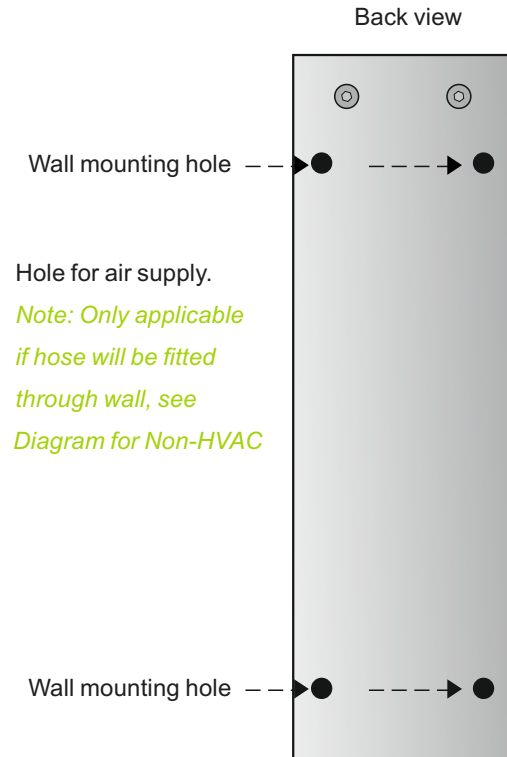 Back view
Wall mounting hole
Hole for air supply.
Note: Only applicable
if hose will be fitted
through wall, see
Diagram for Non-HVAC
Wall mounting hole